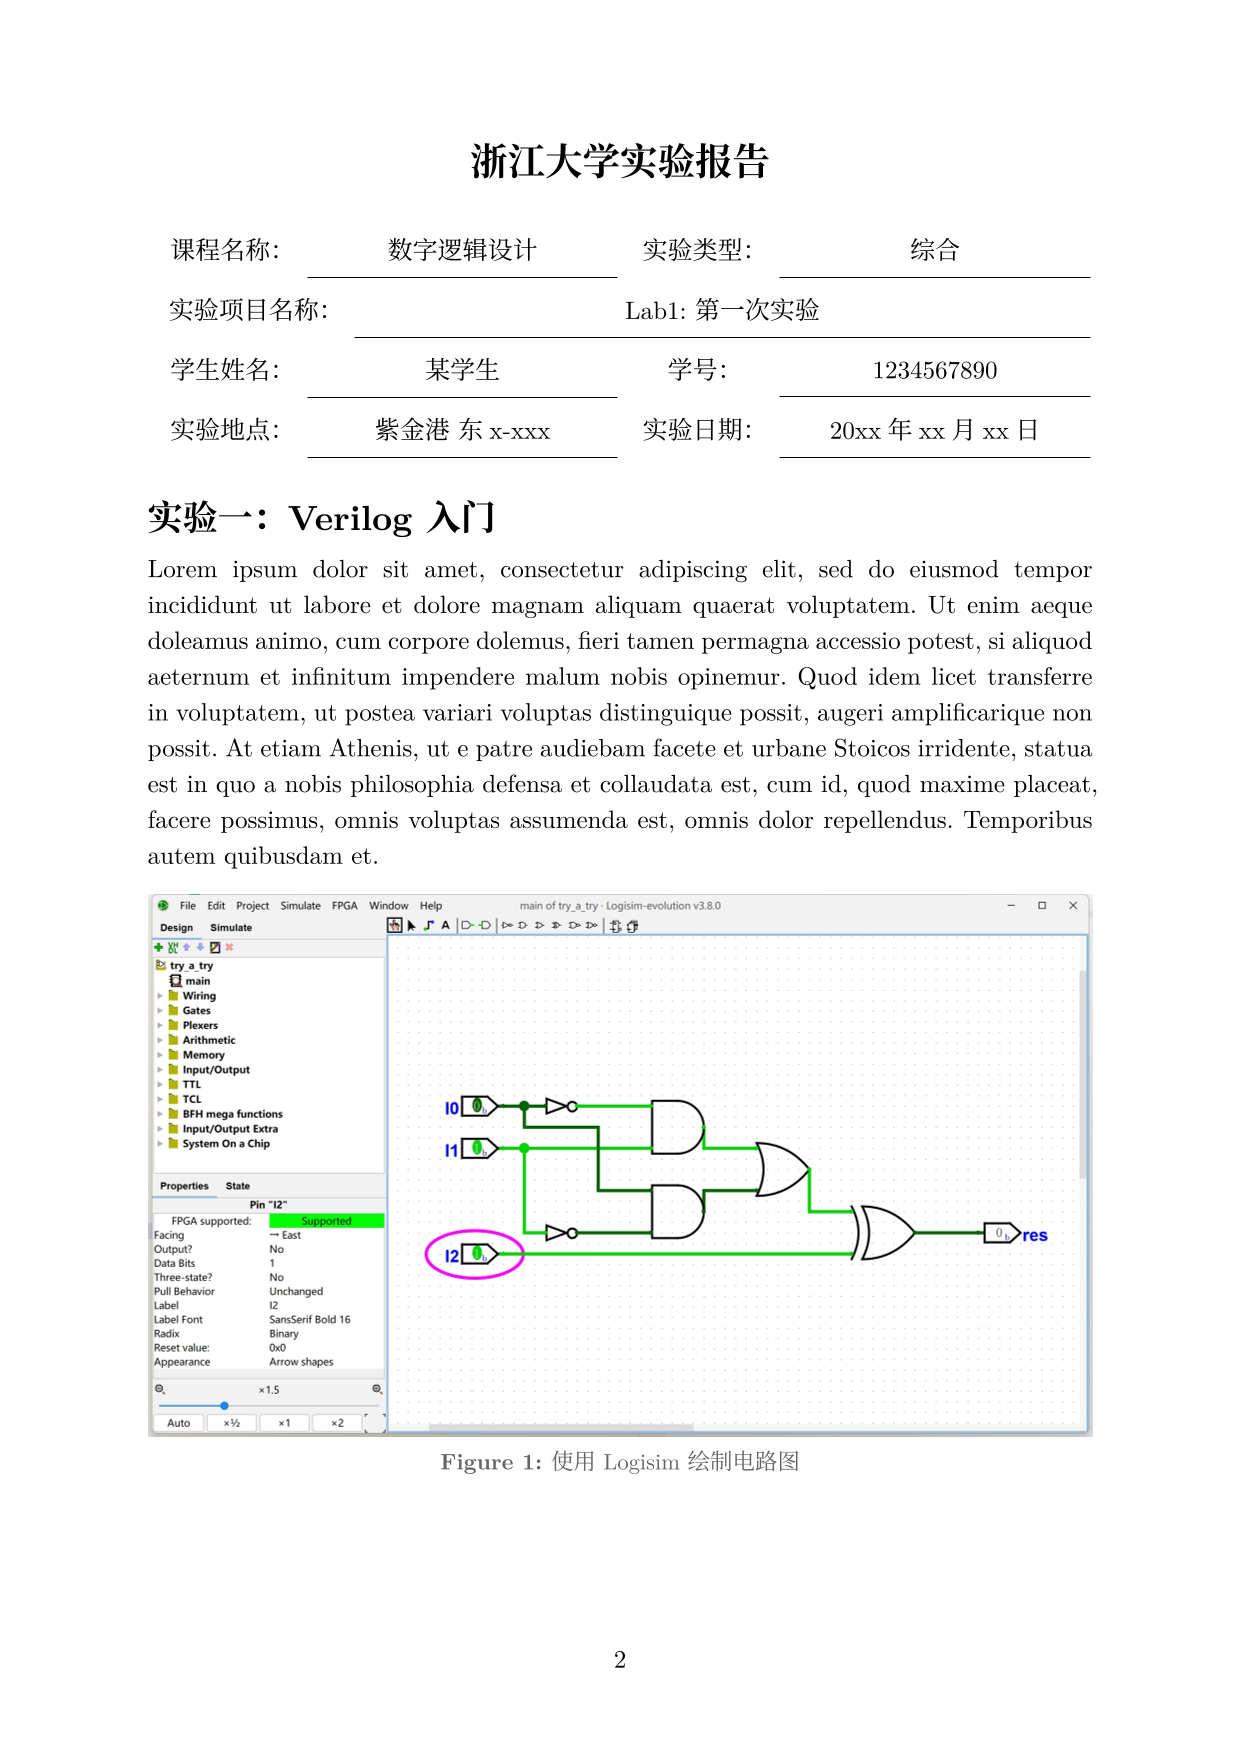 浙江大学实验报告
课程名称： 数字逻辑设计 实验类型： 综合
实验项目名称： Lab1: 第一次实验
学生姓名： 某学生 学号： 1234567890
实验地点： 紫金港 东 x-xxx 实验日期： 20xx 年 xx 月 xx 日
实验一：Verilog 入门
Lorem ipsum dolor sit amet, consectetur adipiscing elit, sed do eiusmod tempor
incididunt ut labore et dolore magnam aliquam quaerat voluptatem. Ut enim aeque
doleamus animo, cum corpore dolemus, fieri tamen permagna accessio potest, si aliquod
aeternum et infinitum impendere malum nobis opinemur. Quod idem licet transferre
in voluptatem, ut postea variari voluptas distinguique possit, augeri amplificarique non
possit. At etiam Athenis, ut e patre audiebam facete et urbane Stoicos irridente, statua
est in quo a nobis philosophia defensa et collaudata est, cum id, quod maxime placeat,
facere possimus, omnis voluptas assumenda est, omnis dolor repellendus. Temporibus
autem quibusdam et.
File Edit Project Simulate FPGA Window Help main of try_a_try · Logisim-evolution v3.8.0
Design Simulate
try_a_try
main
Wiring
Gates
Plexers
Arithmetic
Memory
Input/Output
TTL
TCL
BFH mega functions
Input/Output Extra
System On a Chip
Properties State
Pin "I2"
FPGA supported: Supported
Facing → East
Output? No
Data Bits 1
Three-state? No
Pull Behavior Unchanged
Label I2
Label Font SansSerif Bold 16
Radix Binary
Reset value: 0x0
Appearance Arrow shapes
×1.5
Auto ×½ ×1 ×2
I0 0b
I1 1b
I2 1b
0b res
Figure 1: 使用 Logisim 绘制电路图
2